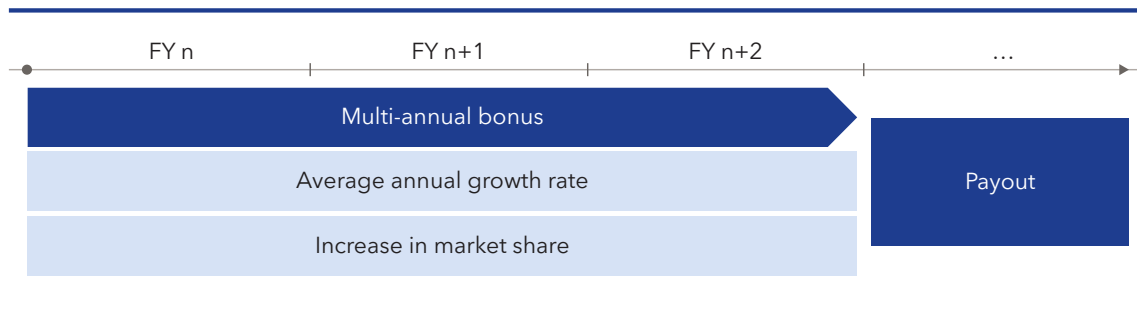 FY n FY n+1 FY n+2 …
Multi-annual bonus
Average annual growth rate
Payout
Increase in market share